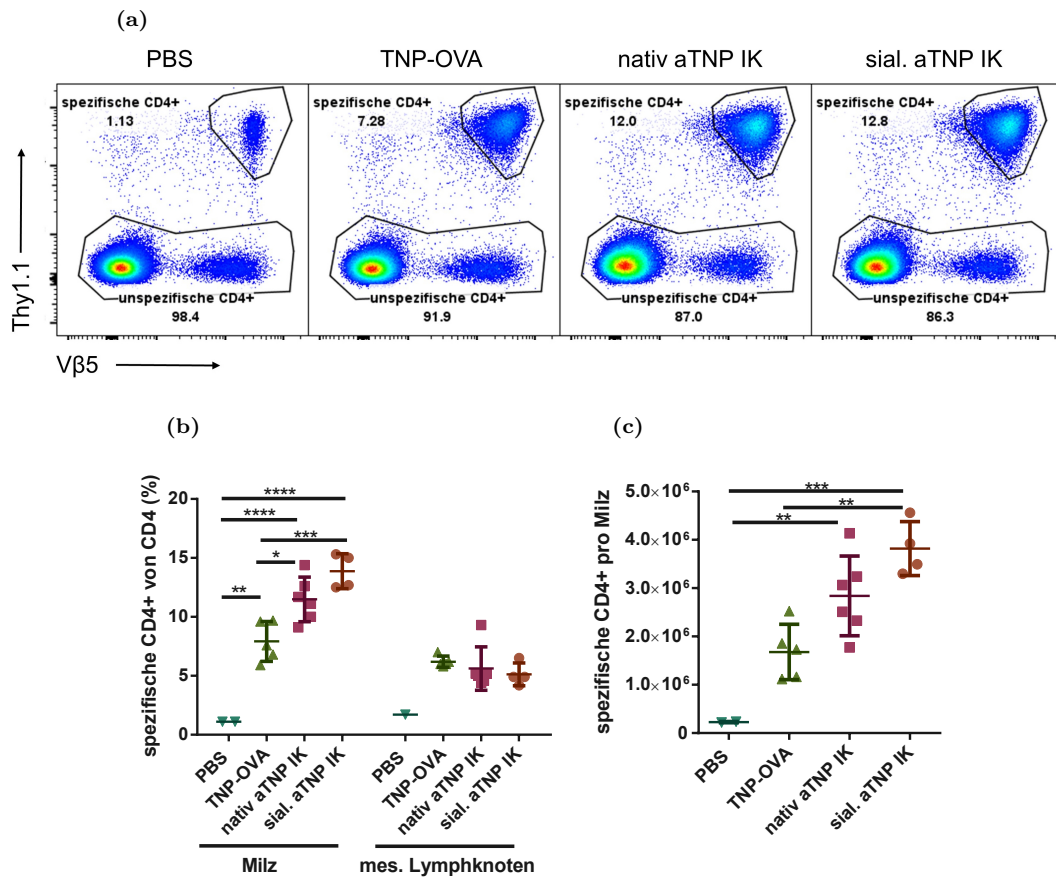 (a)
PBS TNP-OVA nativ aTNP IK sial. aTNP IK
spezifische CD4+ spezifische CD4+ spezifische CD4+ spezifische CD4+
1.13 7.28 12.0 12.8
Thy1.1
unspezifische CD4+ unspezifische CD4+ unspezifische CD4+ unspezifische CD4+
98.4 91.9 87.0 86.3
Vβ5
(b)
spezifische CD4+ von CD4 (%)
20
15
10
5
0
****
****
***
*
**
PBS TNP-OVA nativ aTNP IK sial. aTNP IK PBS TNP-OVA nativ aTNP IK sial. aTNP IK
Milz mes. Lymphknoten
(c)
spezifische CD4+ pro Milz
5.0×10⁶
4.0×10⁶
3.0×10⁶
2.0×10⁶
1.0×10⁶
0
***
**
**
PBS TNP-OVA nativ aTNP IK sial. aTNP IK